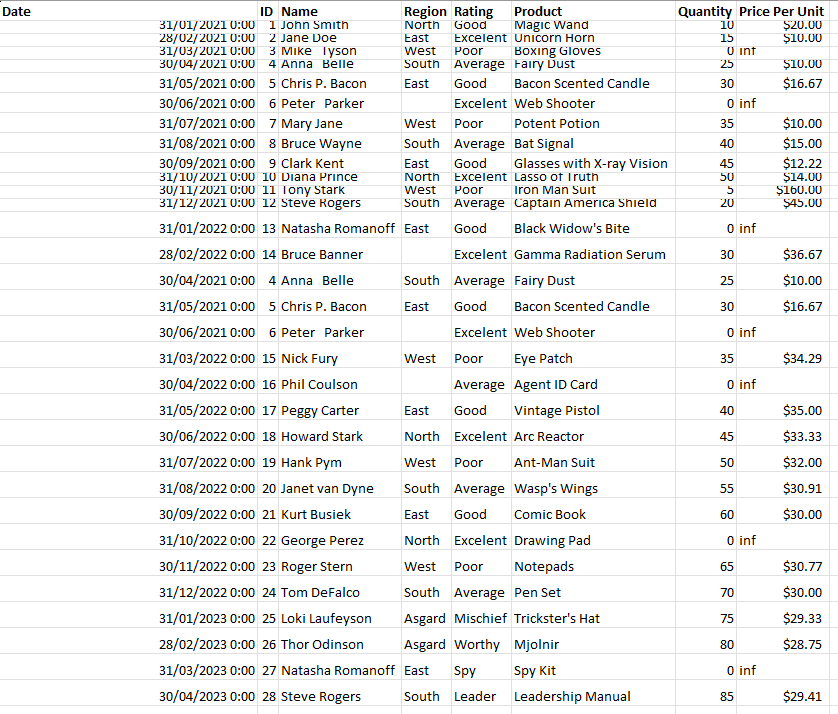 Date ID Name Region Rating Product Quantity Price Per Unit
31/01/2021 0:00 1 John Smith North Good Magic Wand 10 $20.00
28/02/2021 0:00 2 Jane Doe East Excelent Unicorn Horn 15 $10.00
31/03/2021 0:00 3 Mike Tyson West Poor Boxing Gloves 0 inf
30/04/2021 0:00 4 Anna Belle South Average Fairy Dust 25 $10.00
31/05/2021 0:00 5 Chris P. Bacon East Good Bacon Scented Candle 30 $16.67
30/06/2021 0:00 6 Peter Parker Excelent Web Shooter 0 inf
31/07/2021 0:00 7 Mary Jane West Poor Potent Potion 35 $10.00
31/08/2021 0:00 8 Bruce Wayne South Average Bat Signal 40 $15.00
30/09/2021 0:00 9 Clark Kent East Good Glasses with X-ray Vision 45 $12.22
31/10/2021 0:00 10 Diana Prince North Excelent Lasso of Truth 50 $14.00
30/11/2021 0:00 11 Tony Stark West Poor Iron Man Suit 5 $160.00
31/12/2021 0:00 12 Steve Rogers South Average Captain America Shield 20 $45.00
31/01/2022 0:00 13 Natasha Romanoff East Good Black Widow's Bite 0 inf
28/02/2022 0:00 14 Bruce Banner Excelent Gamma Radiation Serum 30 $36.67
30/04/2021 0:00 4 Anna Belle South Average Fairy Dust 25 $10.00
31/05/2021 0:00 5 Chris P. Bacon East Good Bacon Scented Candle 30 $16.67
30/06/2021 0:00 6 Peter Parker Excelent Web Shooter 0 inf
31/03/2022 0:00 15 Nick Fury West Poor Eye Patch 35 $34.29
30/04/2022 0:00 16 Phil Coulson Average Agent ID Card 0 inf
31/05/2022 0:00 17 Peggy Carter East Good Vintage Pistol 40 $35.00
30/06/2022 0:00 18 Howard Stark North Excelent Arc Reactor 45 $33.33
31/07/2022 0:00 19 Hank Pym West Poor Ant-Man Suit 50 $32.00
31/08/2022 0:00 20 Janet van Dyne South Average Wasp's Wings 55 $30.91
30/09/2022 0:00 21 Kurt Busiek East Good Comic Book 60 $30.00
31/10/2022 0:00 22 George Perez North Excelent Drawing Pad 0 inf
30/11/2022 0:00 23 Roger Stern West Poor Notepads 65 $30.77
31/12/2022 0:00 24 Tom DeFalco South Average Pen Set 70 $30.00
31/01/2023 0:00 25 Loki Laufeyson Asgard Mischief Trickster's Hat 75 $29.33
28/02/2023 0:00 26 Thor Odinson Asgard Worthy Mjolnir 80 $28.75
31/03/2023 0:00 27 Natasha Romanoff East Spy Spy Kit 0 inf
30/04/2023 0:00 28 Steve Rogers South Leader Leadership Manual 85 $29.41